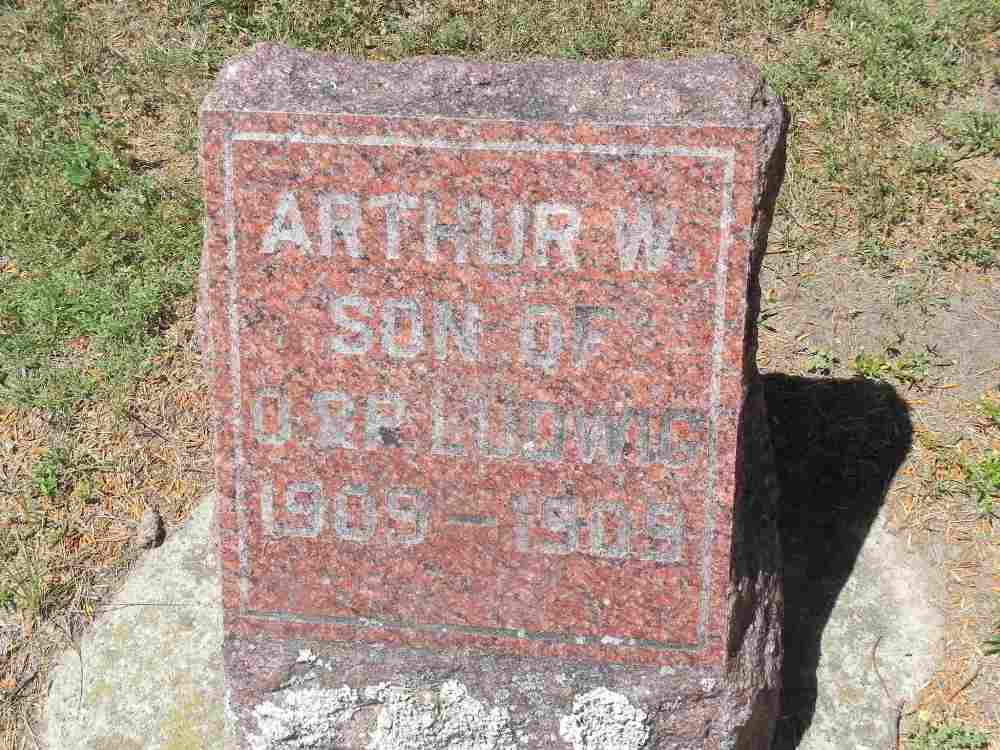 ARTHUR W.
SON OF
O. & P. LUDWIG
1909 — 1909